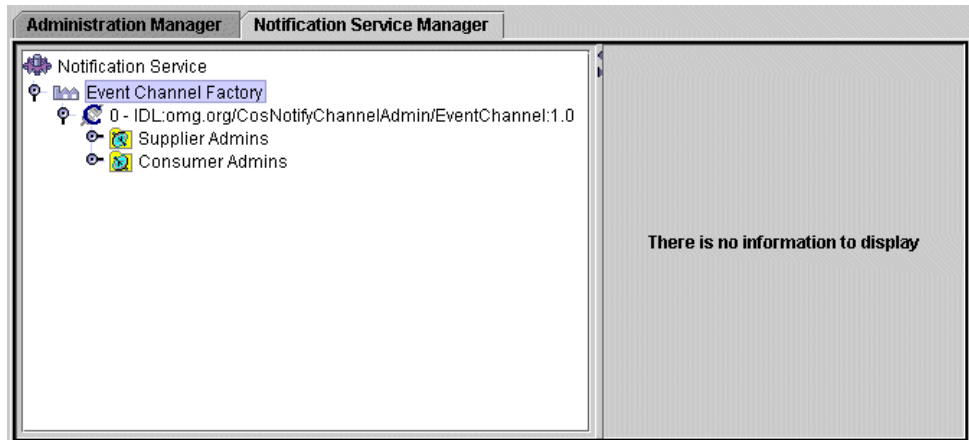 Administration Manager
Notification Service Manager
Notification Service
Event Channel Factory
0 - IDL:omg.org/CosNotifyChannelAdmin/EventChannel:1.0
Supplier Admins
Consumer Admins
There is no information to display